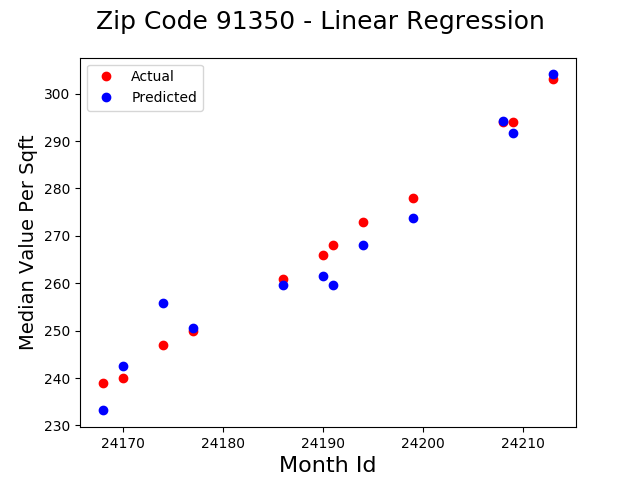 Zip Code 91350 - Linear Regression
Actual
Predicted
Median Value Per Sqft
300
290
280
270
260
250
240
230
24170 24180 24190 24200 24210
Month Id